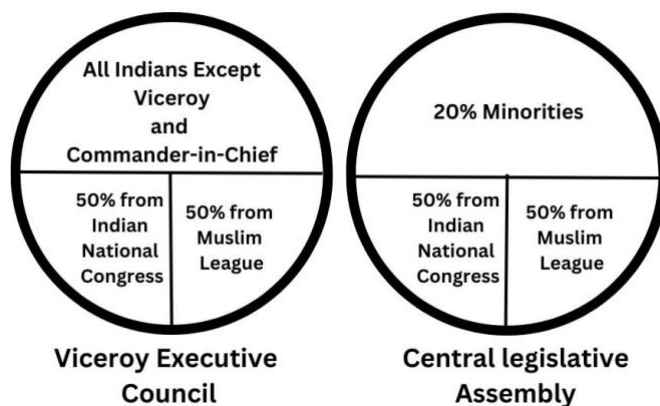 All Indians Except
Viceroy
and
Commander-in-Chief
50% from
Indian
National
Congress
50% from
Muslim
League
Viceroy Executive
Council
20% Minorities
50% from
Indian
National
Congress
50% from
Muslim
League
Central legislative
Assembly